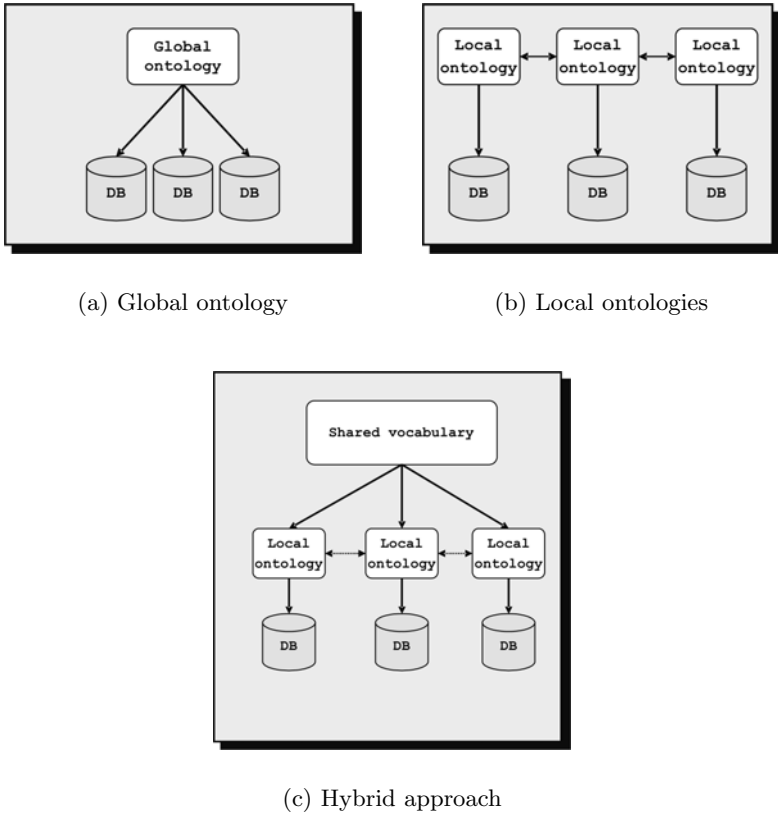 Global
ontology
DB DB DB
(a) Global ontology
Local Local Local
ontology ontology ontology
DB DB DB
(b) Local ontologies
Shared vocabulary
Local Local Local
ontology ontology ontology
DB DB DB
(c) Hybrid approach